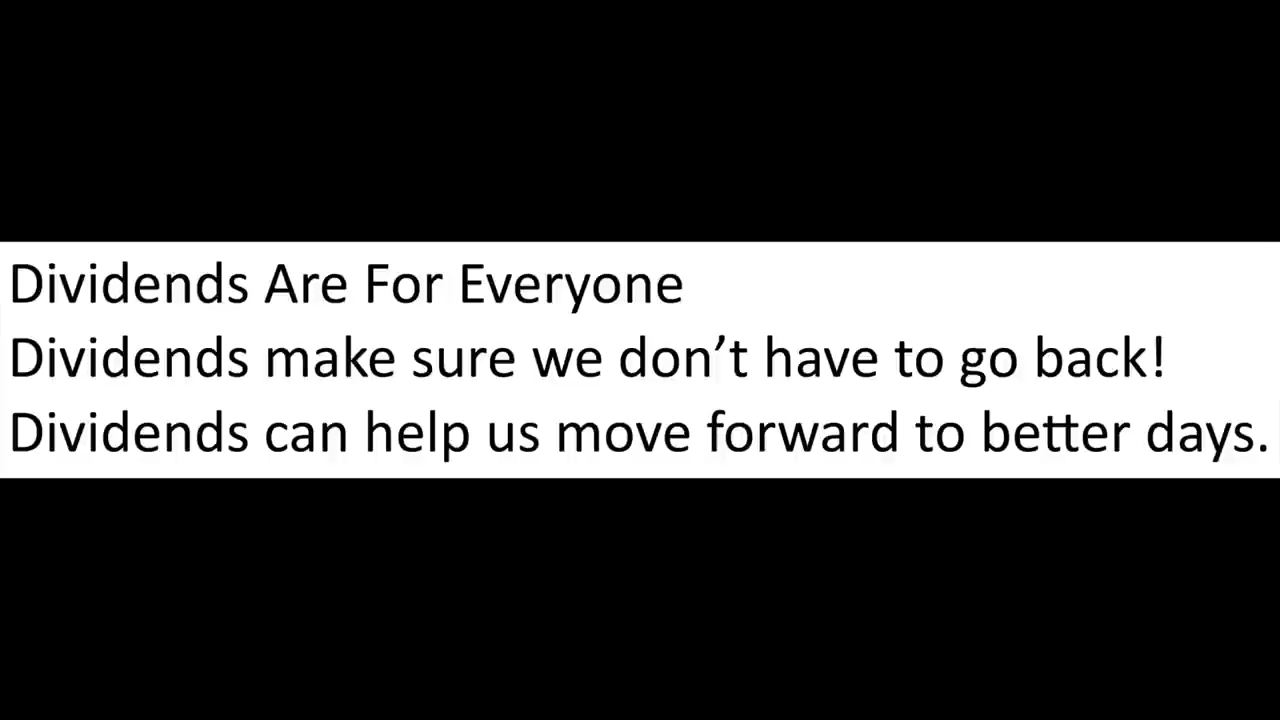 Dividends Are For Everyone
Dividends make sure we don’t have to go back!
Dividends can help us move forward to better days.